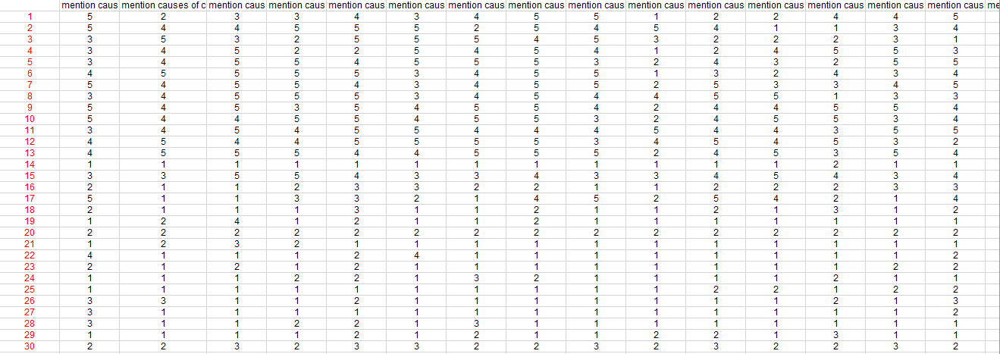 mention caus mention causes of c mention caus mention caus mention caus mention caus mention caus mention caus mention caus mention caus mention caus mention caus mention caus mention caus mention caus me
1 5 2 3 3 4 3 4 5 5 1 2 2 4 4 5
2 5 4 4 5 5 5 2 5 4 5 4 1 1 3 4
3 3 5 3 2 5 5 5 4 5 3 2 2 2 3 1
4 3 4 5 2 2 5 4 5 4 1 2 4 5 5 3
5 3 4 5 5 4 5 5 5 3 2 4 3 2 5 5
6 4 5 5 5 5 3 4 5 5 1 3 2 4 3 4
7 5 4 5 5 4 3 4 5 5 2 5 3 3 4 5
8 3 4 5 5 5 3 4 5 4 4 5 5 1 3 3
9 5 4 5 3 5 4 5 5 4 2 4 4 5 5 4
10 5 4 4 5 5 4 5 5 3 2 4 5 5 3 4
11 3 4 5 4 5 5 4 4 4 5 4 4 3 5 5
12 4 5 4 4 5 5 5 5 3 4 5 4 5 3 2
13 4 5 5 5 4 4 5 5 5 2 4 5 3 5 4
14 1 1 1 1 1 1 1 1 1 1 1 1 2 1 1
15 3 3 5 5 4 3 3 4 3 3 4 5 4 3 4
16 2 1 1 2 3 3 2 2 1 1 2 2 2 3 3
17 5 1 1 3 3 2 1 4 5 2 5 4 2 1 4
18 2 1 1 1 3 1 1 2 1 1 2 1 3 1 2
19 1 2 4 1 2 1 1 2 1 1 1 1 1 1 1
20 2 2 2 2 2 2 2 2 2 2 2 2 2 2 2
21 1 2 3 2 1 1 1 1 1 1 1 1 1 1 1
22 4 1 1 1 2 4 1 1 1 1 1 1 1 1 2
23 2 1 2 1 2 1 1 1 1 1 1 1 1 2 2
24 1 1 1 2 2 1 3 2 1 1 1 1 2 1 1
25 1 1 1 1 1 1 1 1 1 1 2 2 1 2 2
26 3 3 1 1 2 1 1 1 1 1 1 1 2 1 3
27 3 1 1 1 1 1 1 1 1 1 1 1 1 1 2
28 3 1 1 2 2 1 3 1 1 1 1 1 1 1 1
29 1 1 1 1 2 1 2 1 1 2 2 1 3 1 1
30 2 2 3 2 3 3 2 2 3 2 3 2 2 3 2